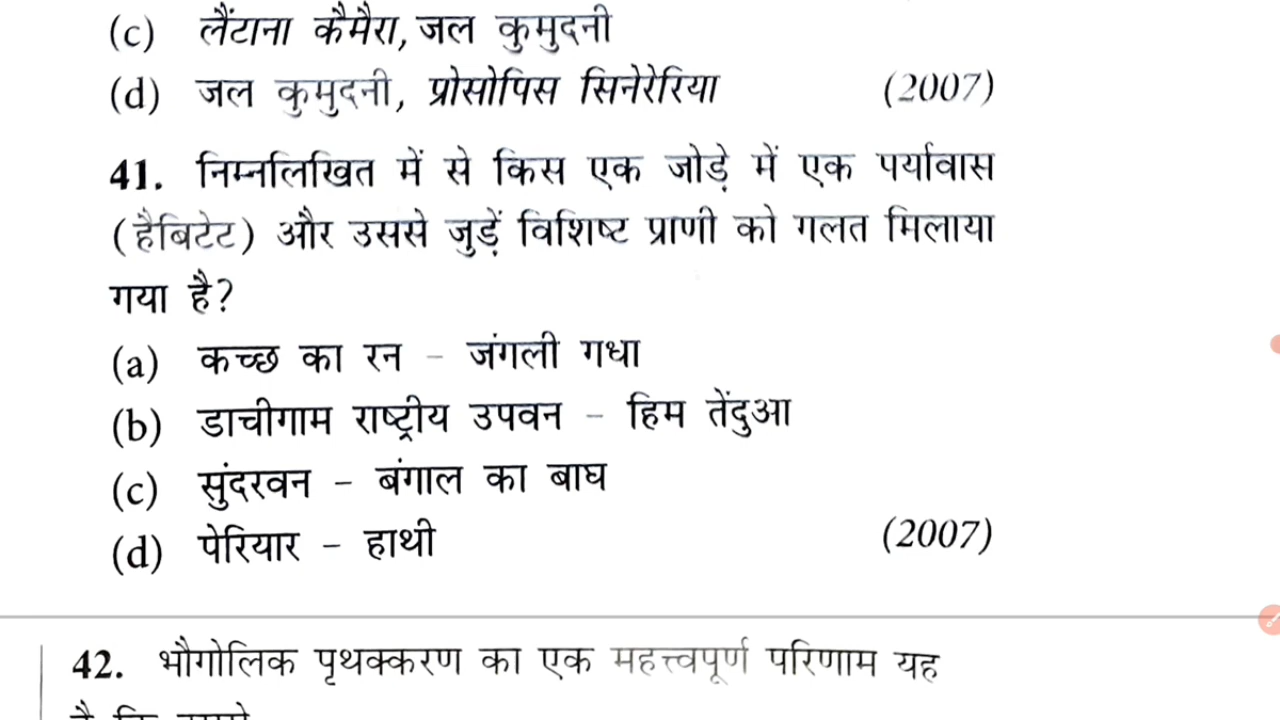 (c) लैंटाना कैमैरा, जल कुमुदनी
(d) जल कुमुदनी, प्रोसोपिस सिनेरेरिया (2007)
41. निम्नलिखित में से किस एक जोड़े में एक पर्यावास
(हैबिटेट) और उससे जुड़ें विशिष्ट प्राणी को गलत मिलाया
गया है?
(a) कच्छ का रन – जंगली गधा
(b) डाचीगाम राष्ट्रीय उपवन – हिम तेंदुआ
(c) सुंदरवन – बंगाल का बाघ
(d) पेरियार – हाथी (2007)
42. भौगोलिक पृथक्करण का एक महत्त्वपूर्ण परिणाम यह